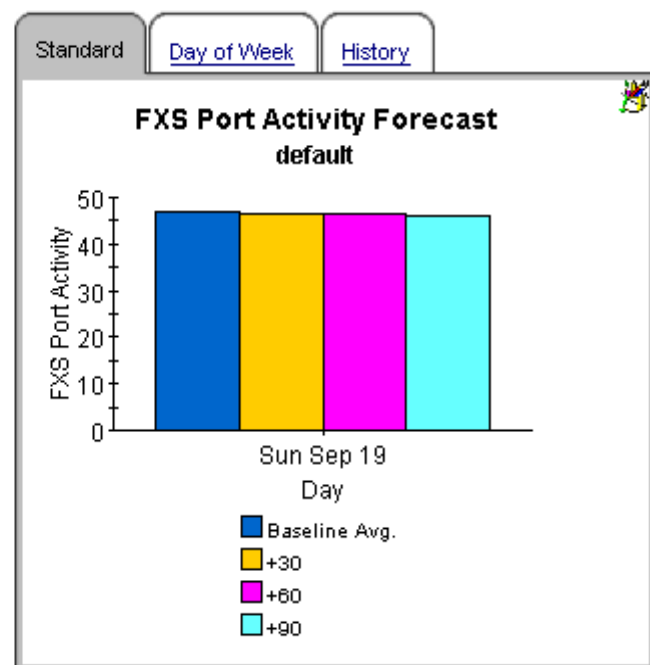 Standard
Day of Week
History
FXS Port Activity Forecast
default
FXS Port Activity
50
40
30
20
10
0
Sun Sep 19
Day
Baseline Avg.
+30
+60
+90